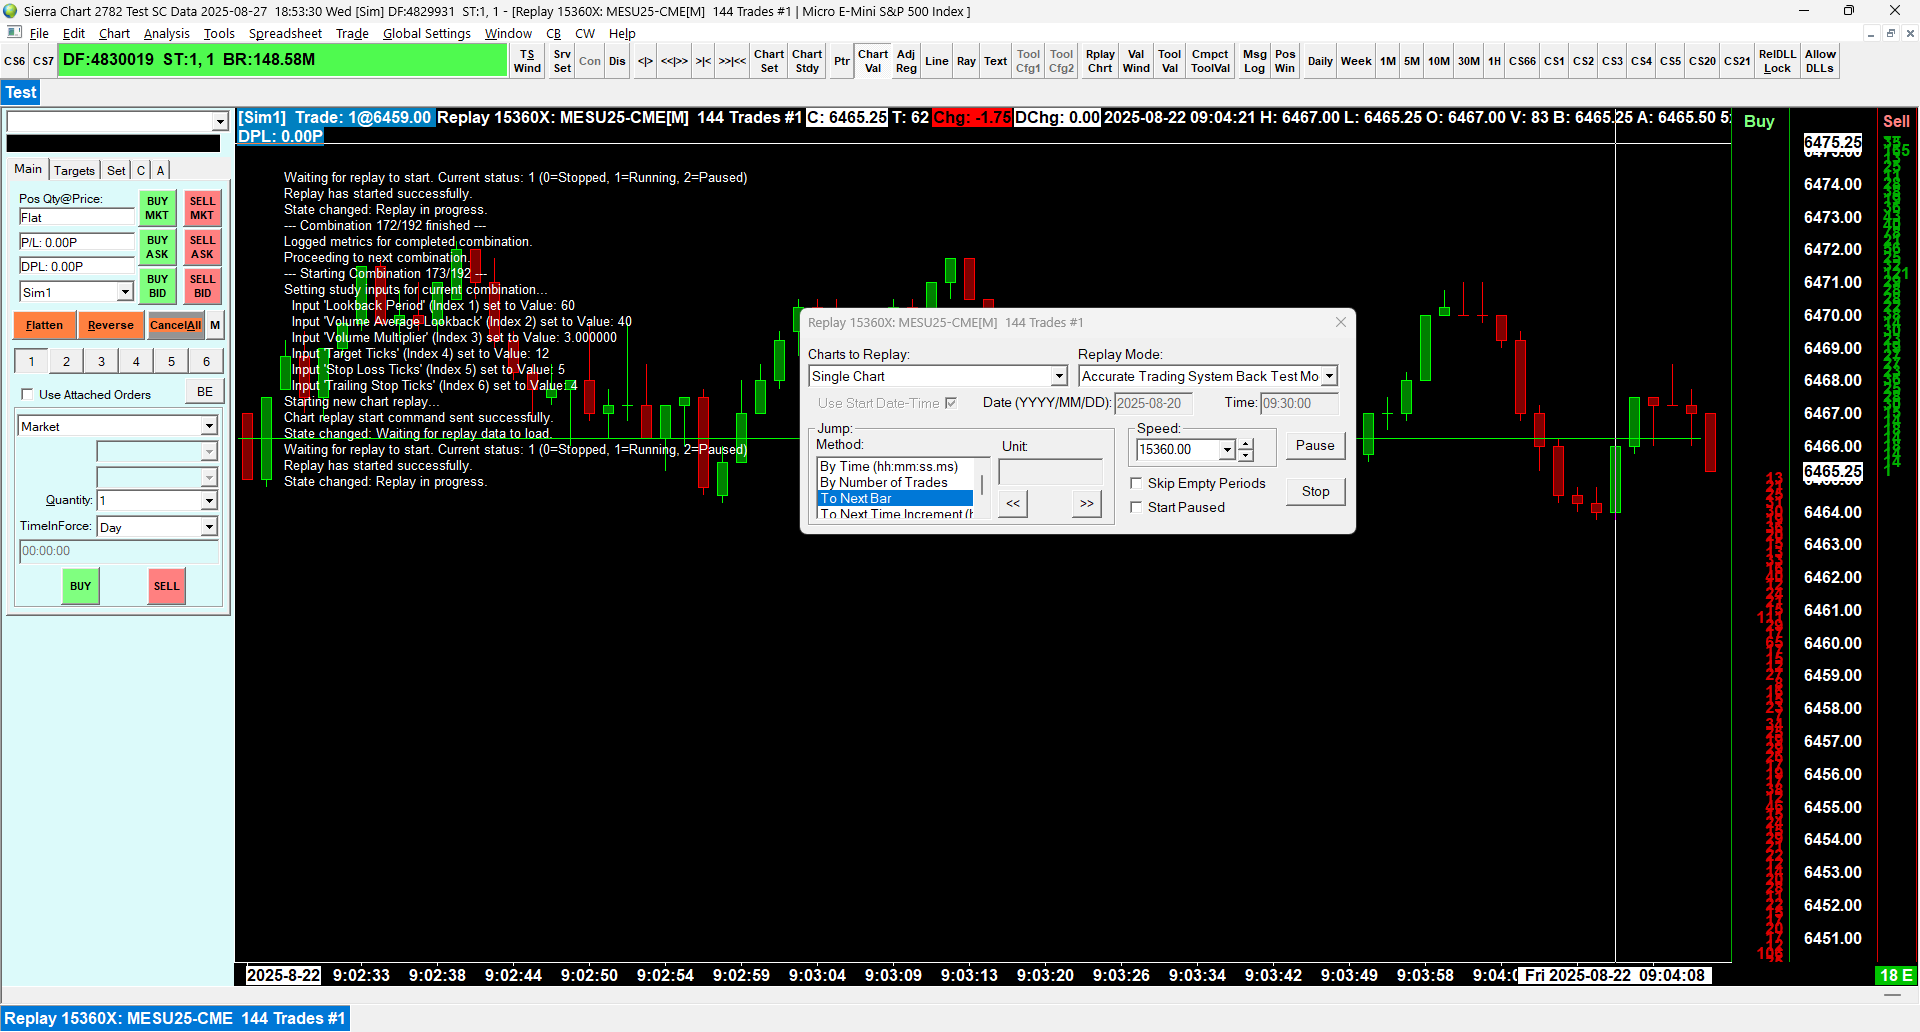 Sierra Chart 2782 Test SC Data 2025-08-27  18:53:30 Wed [Sim] DF:4829931  ST:1, 1 - [Replay 15360X: MESU25-CME[M]  144 Trades #1 | Micro E-Mini S&P 500 Index ]
File Edit Chart Analysis Tools Spreadsheet Trade Global Settings Window CB CW Help
CS6 CS7 DF:4830019  ST:1, 1  BR:148.58M
TS Wind Srv Set Con Dis <|> <<|>> >|< >>|<< Chart Set Chart Stdy Ptr Chart Val Adj Reg Line Ray Text Tool Cfg1 Tool Cfg2 Rplay Chrt Val Wind Tool Val Cmpct ToolVal Msg Log Pos Win Daily Week 1M 5M 10M 30M 1H CS66 CS1 CS2 CS3 CS4 CS5 CS20 CS21 RelDLL Lock Allow DLLs
Test
[Sim1]  Trade: 1@6459.00 Replay 15360X: MESU25-CME[M]  144 Trades #1 C: 6465.25 T: 62 Chg: -1.75 DChg: 0.00 2025-08-22 09:04:21 H: 6467.00 L: 6465.25 O: 6467.00 V: 83 B: 6465.25 A: 6465.50
DPL: 0.00P
Buy
Sell
Main Targets Set C A
Pos Qty@Price:
Flat
BUY MKT
SELL MKT
P/L: 0.00P
BUY ASK
SELL ASK
DPL: 0.00P
Sim1
BUY BID
SELL BID
Flatten Reverse CancelAll M
1 2 3 4 5 6
Use Attached Orders BE
Market
Quantity: 1
TimeInForce: Day
00:00:00
BUY SELL
Waiting for replay to start. Current status: 1 (0=Stopped, 1=Running, 2=Paused)
Replay has started successfully.
State changed: Replay in progress.
--- Combination 172/192 finished ---
Logged metrics for completed combination.
Proceeding to next combination.
--- Starting Combination 173/192 ---
Setting study inputs for current combination...
Input 'Lookback Period' (Index 1) set to Value: 60
Input 'Volume Average Lookback' (Index 2) set to Value: 40
Input 'Volume Multiplier' (Index 3) set to Value: 3.000000
Input 'Target Ticks' (Index 4) set to Value: 12
Input 'Stop Loss Ticks' (Index 5) set to Value: 5
Input 'Trailing Stop Ticks' (Index 6) set to Value: 4
Starting new chart replay...
Chart replay start command sent successfully.
State changed: Waiting for replay data to load.
Waiting for replay to start. Current status: 1 (0=Stopped, 1=Running, 2=Paused)
Replay has started successfully.
State changed: Replay in progress.
Replay 15360X: MESU25-CME[M]  144 Trades #1
Charts to Replay:
Replay Mode:
Single Chart
Accurate Trading System Back Test Mo
Use Start Date-Time
Date (YYYY/MM/DD): 2025-08-20
Time: 09:30:00
Jump:
Method:
Unit:
By Time (hh:mm:ss.ms)
By Number of Trades
To Next Bar
To Next Time Increment (h
<< >>
Speed:
15360.00
Pause
Skip Empty Periods
Stop
Start Paused
6475.25
6474.00
6473.00
6472.00
6471.00
6470.00
6469.00
6468.00
6467.00
6466.00
6465.25
6464.00
6463.00
6462.00
6461.00
6460.00
6459.00
6458.00
6457.00
6456.00
6455.00
6454.00
6453.00
6452.00
6451.00
2025-8-22 9:02:33 9:02:38 9:02:44 9:02:50 9:02:54 9:02:59 9:03:04 9:03:09 9:03:13 9:03:20 9:03:26 9:03:34 9:03:42 9:03:49 9:03:58 9:04:0 Fri 2025-08-22  09:04:08
18 E
Replay 15360X: MESU25-CME  144 Trades #1